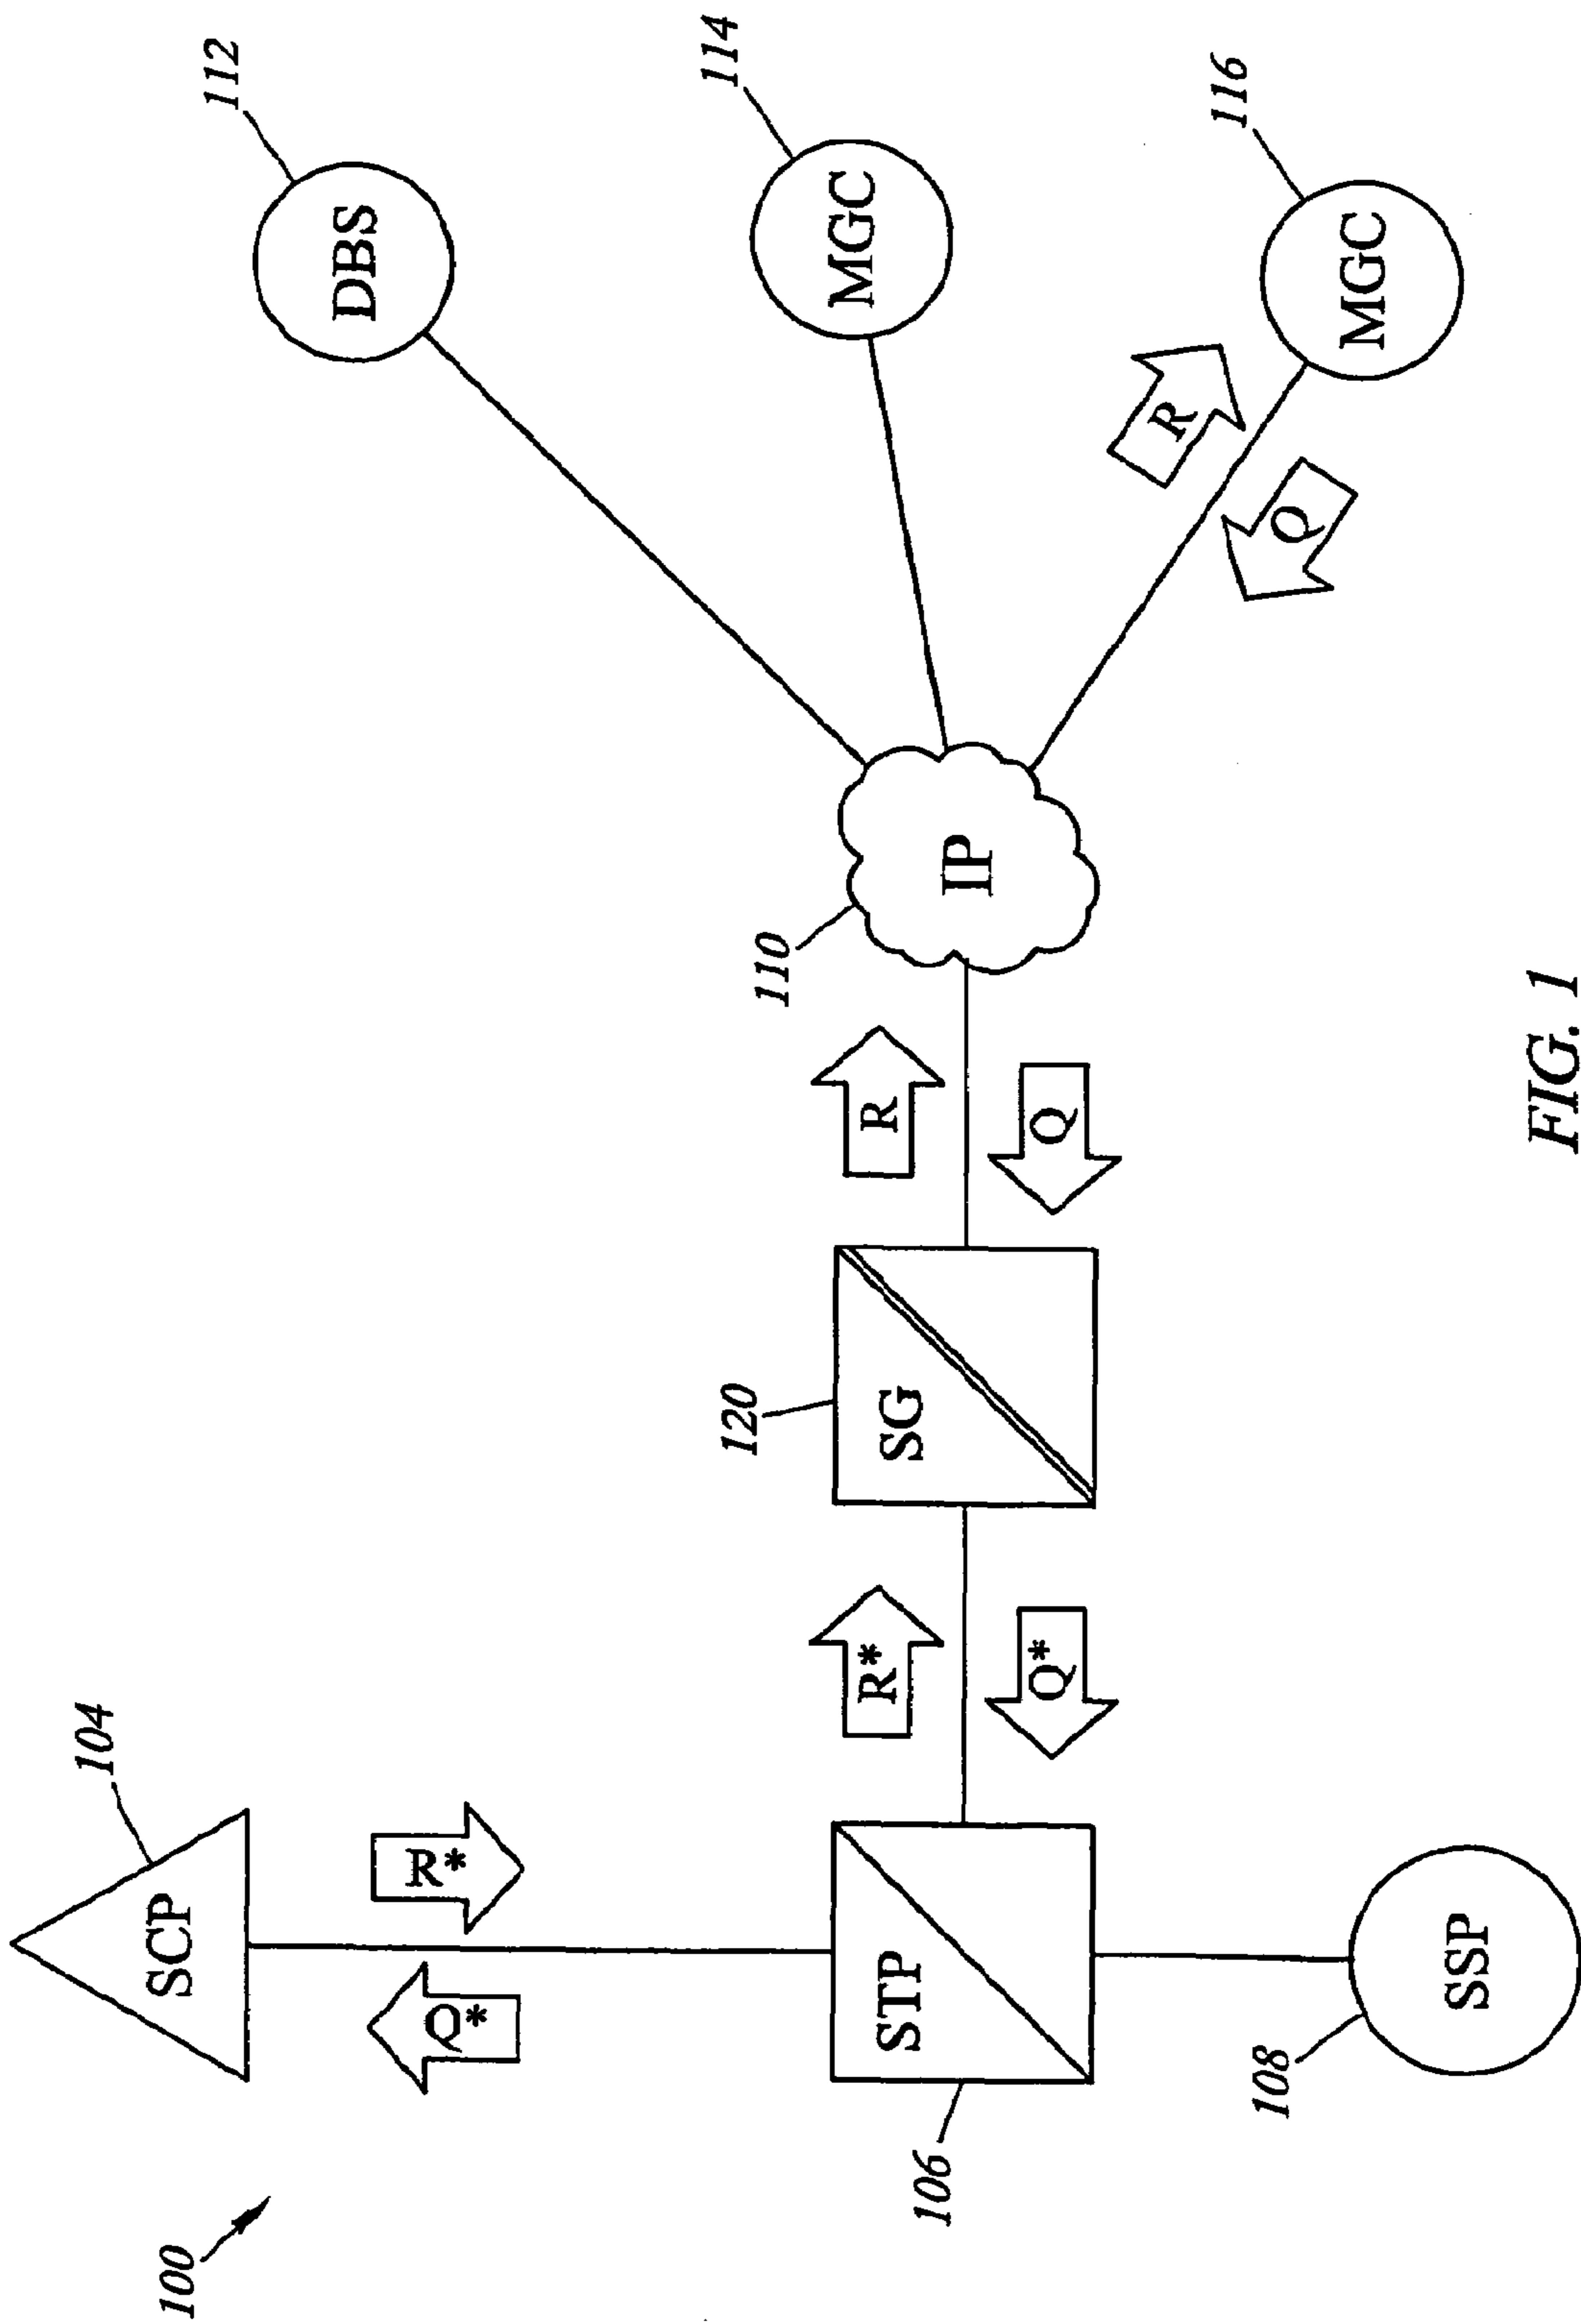 100
SCP
104
Q*
R*
STP
106
SSP
108
R*
Q*
SG
120
R
Q
IP
110
DBS
112
MGC
114
R
Q
MGC
116
FIG. 1